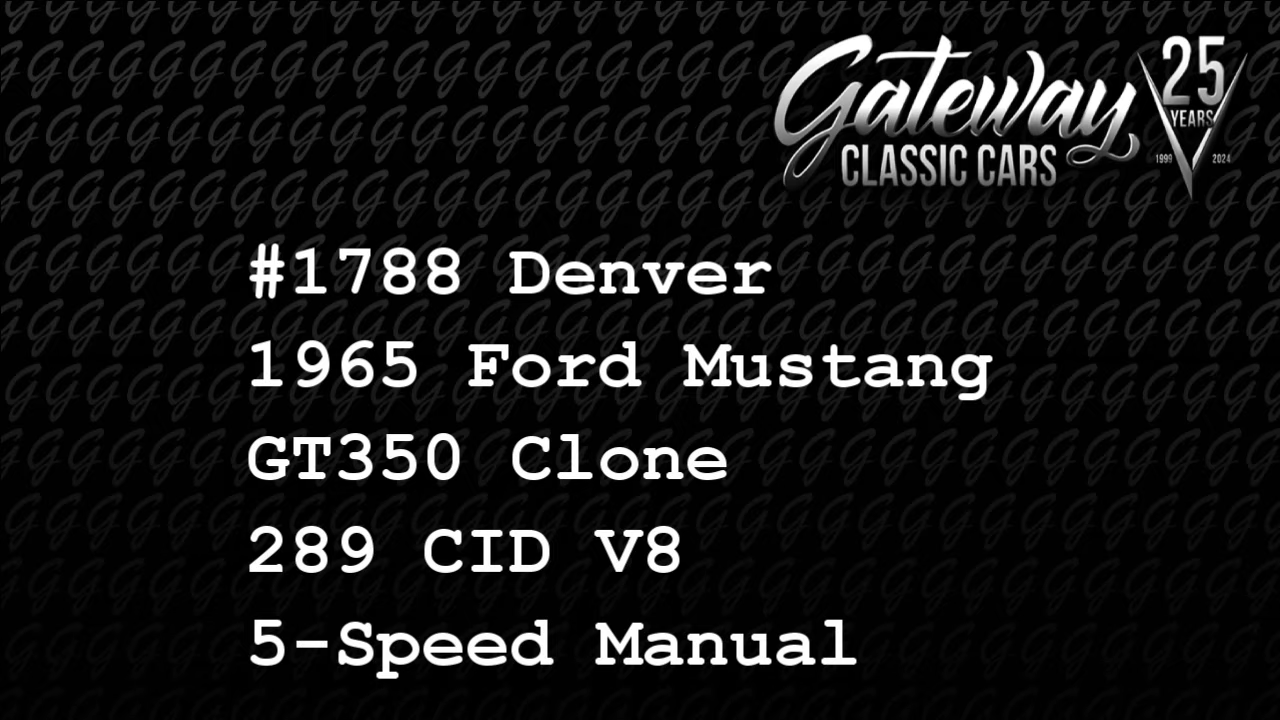 Gateway
CLASSIC CARS
25
YEARS
1999 2024
#1788 Denver
1965 Ford Mustang
GT350 Clone
289 CID V8
5-Speed Manual